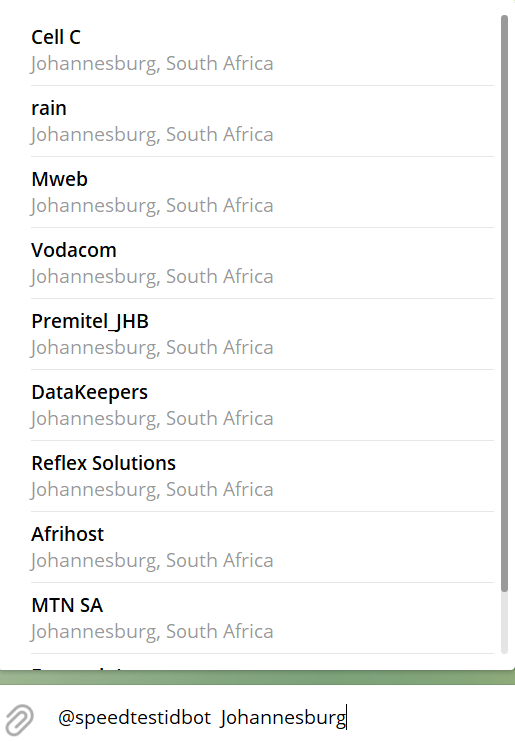 Cell C
Johannesburg, South Africa
rain
Johannesburg, South Africa
Mweb
Johannesburg, South Africa
Vodacom
Johannesburg, South Africa
Premitel_JHB
Johannesburg, South Africa
DataKeepers
Johannesburg, South Africa
Reflex Solutions
Johannesburg, South Africa
Afrihost
Johannesburg, South Africa
MTN SA
Johannesburg, South Africa
@speedtestidbot  Johannesburg